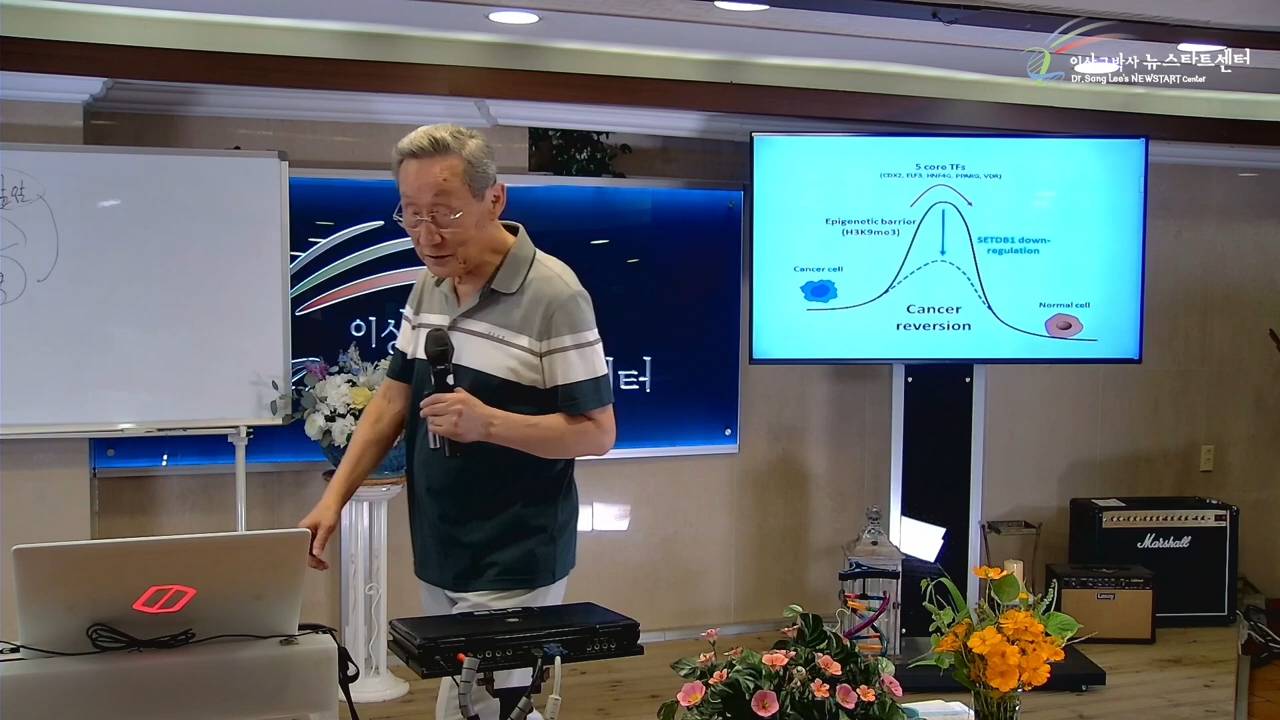 이상구박사 뉴스타트센터
Dr. Sang Lee's NEWSTART Center
5 core TFs
(CDX2, ELF3, HNF4G, PPARG, VDR)
Epigenetic barrier
(H3K9me3)
SETDB1 down-
regulation
Cancer cell
Normal cell
Cancer
reversion
이상
터
Marshall
Laney